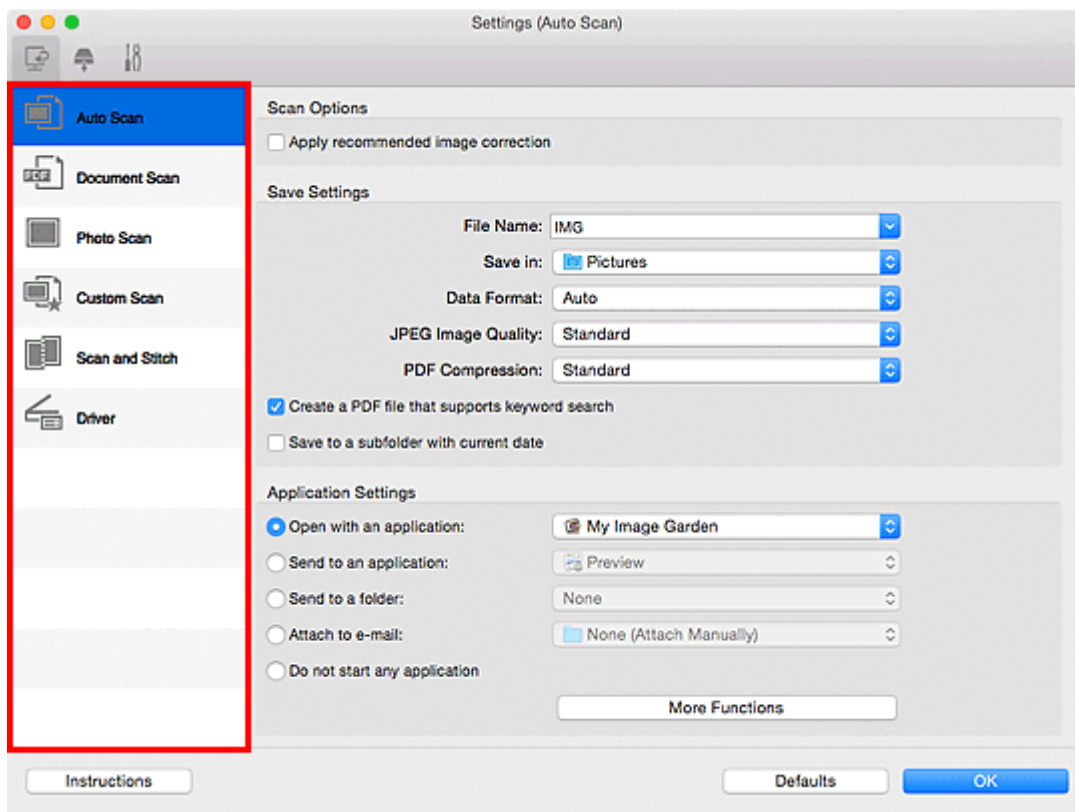 Settings (Auto Scan)
Auto Scan
Document Scan
Photo Scan
Custom Scan
Scan and Stitch
Driver
Scan Options
Apply recommended image correction
Save Settings
File Name: IMG
Save in: Pictures
Data Format: Auto
JPEG Image Quality: Standard
PDF Compression: Standard
Create a PDF file that supports keyword search
Save to a subfolder with current date
Application Settings
Open with an application: My Image Garden
Send to an application: Preview
Send to a folder: None
Attach to e-mail: None (Attach Manually)
Do not start any application
More Functions
Instructions Defaults OK